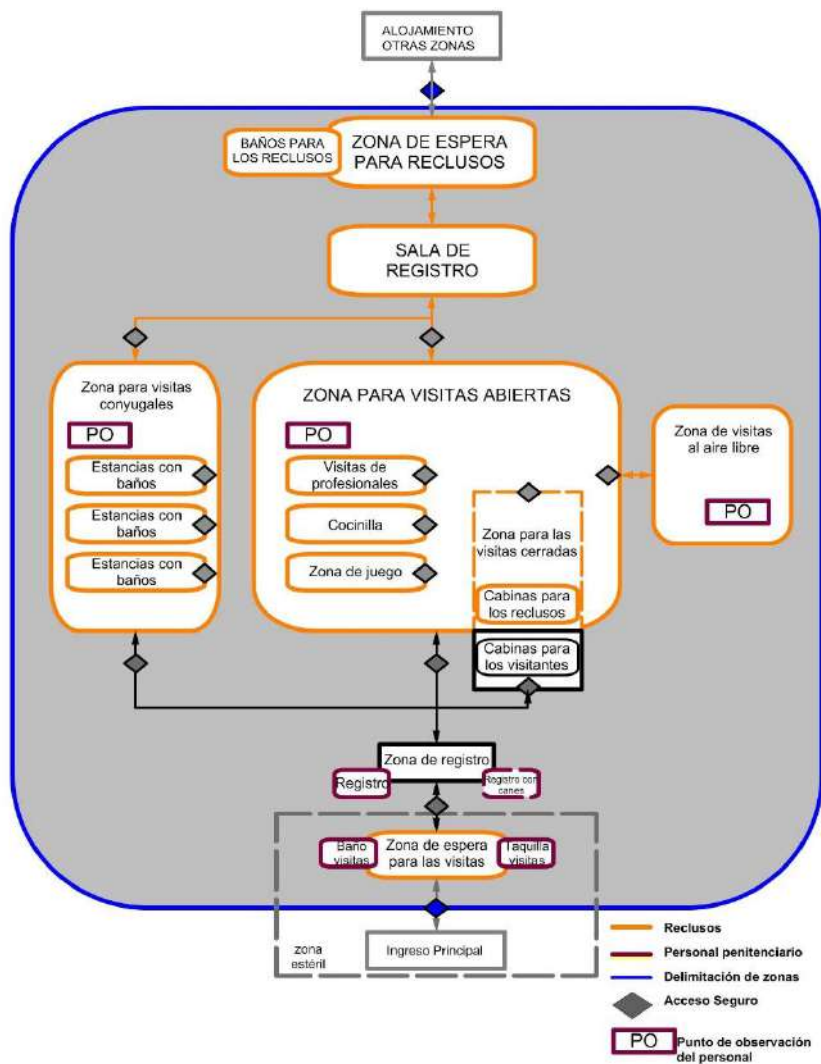 ALOJAMIENTO
OTRAS ZONAS
BAÑOS PARA
LOS RECLUSOS
ZONA DE ESPERA
PARA RECLUSOS
SALA DE
REGISTRO
Zona para visitas
conyugales
PO
Estancias con
baños
Estancias con
baños
Estancias con
baños
ZONA PARA VISITAS ABIERTAS
PO
Visitas de
profesionales
Cocinilla
Zona de juego
Zona para las
visitas cerradas
Cabinas para
los reclusos
Cabinas para
los visitantes
Zona de visitas
al aire libre
PO
Zona de registro
Registro
Registro con
canes
Baño
visitas
Zona de espera
para las visitas
Taquilla
visitas
zona
estéril
Ingreso Principal
Reclusos
Personal penitenciario
Delimitación de zonas
Acceso Seguro
PO
Punto de observación
del personal